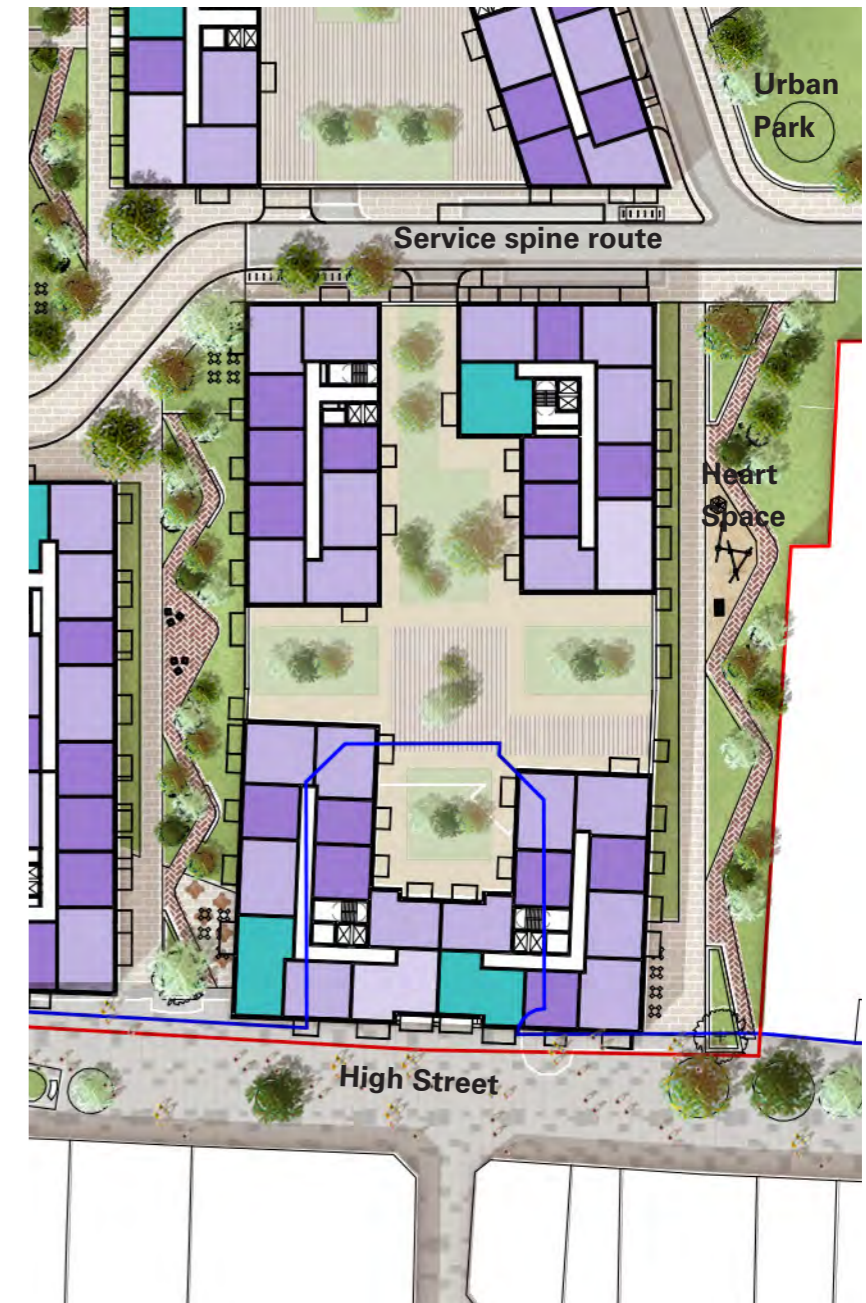 Urban
Park
Service spine route
Heart
Space
High Street